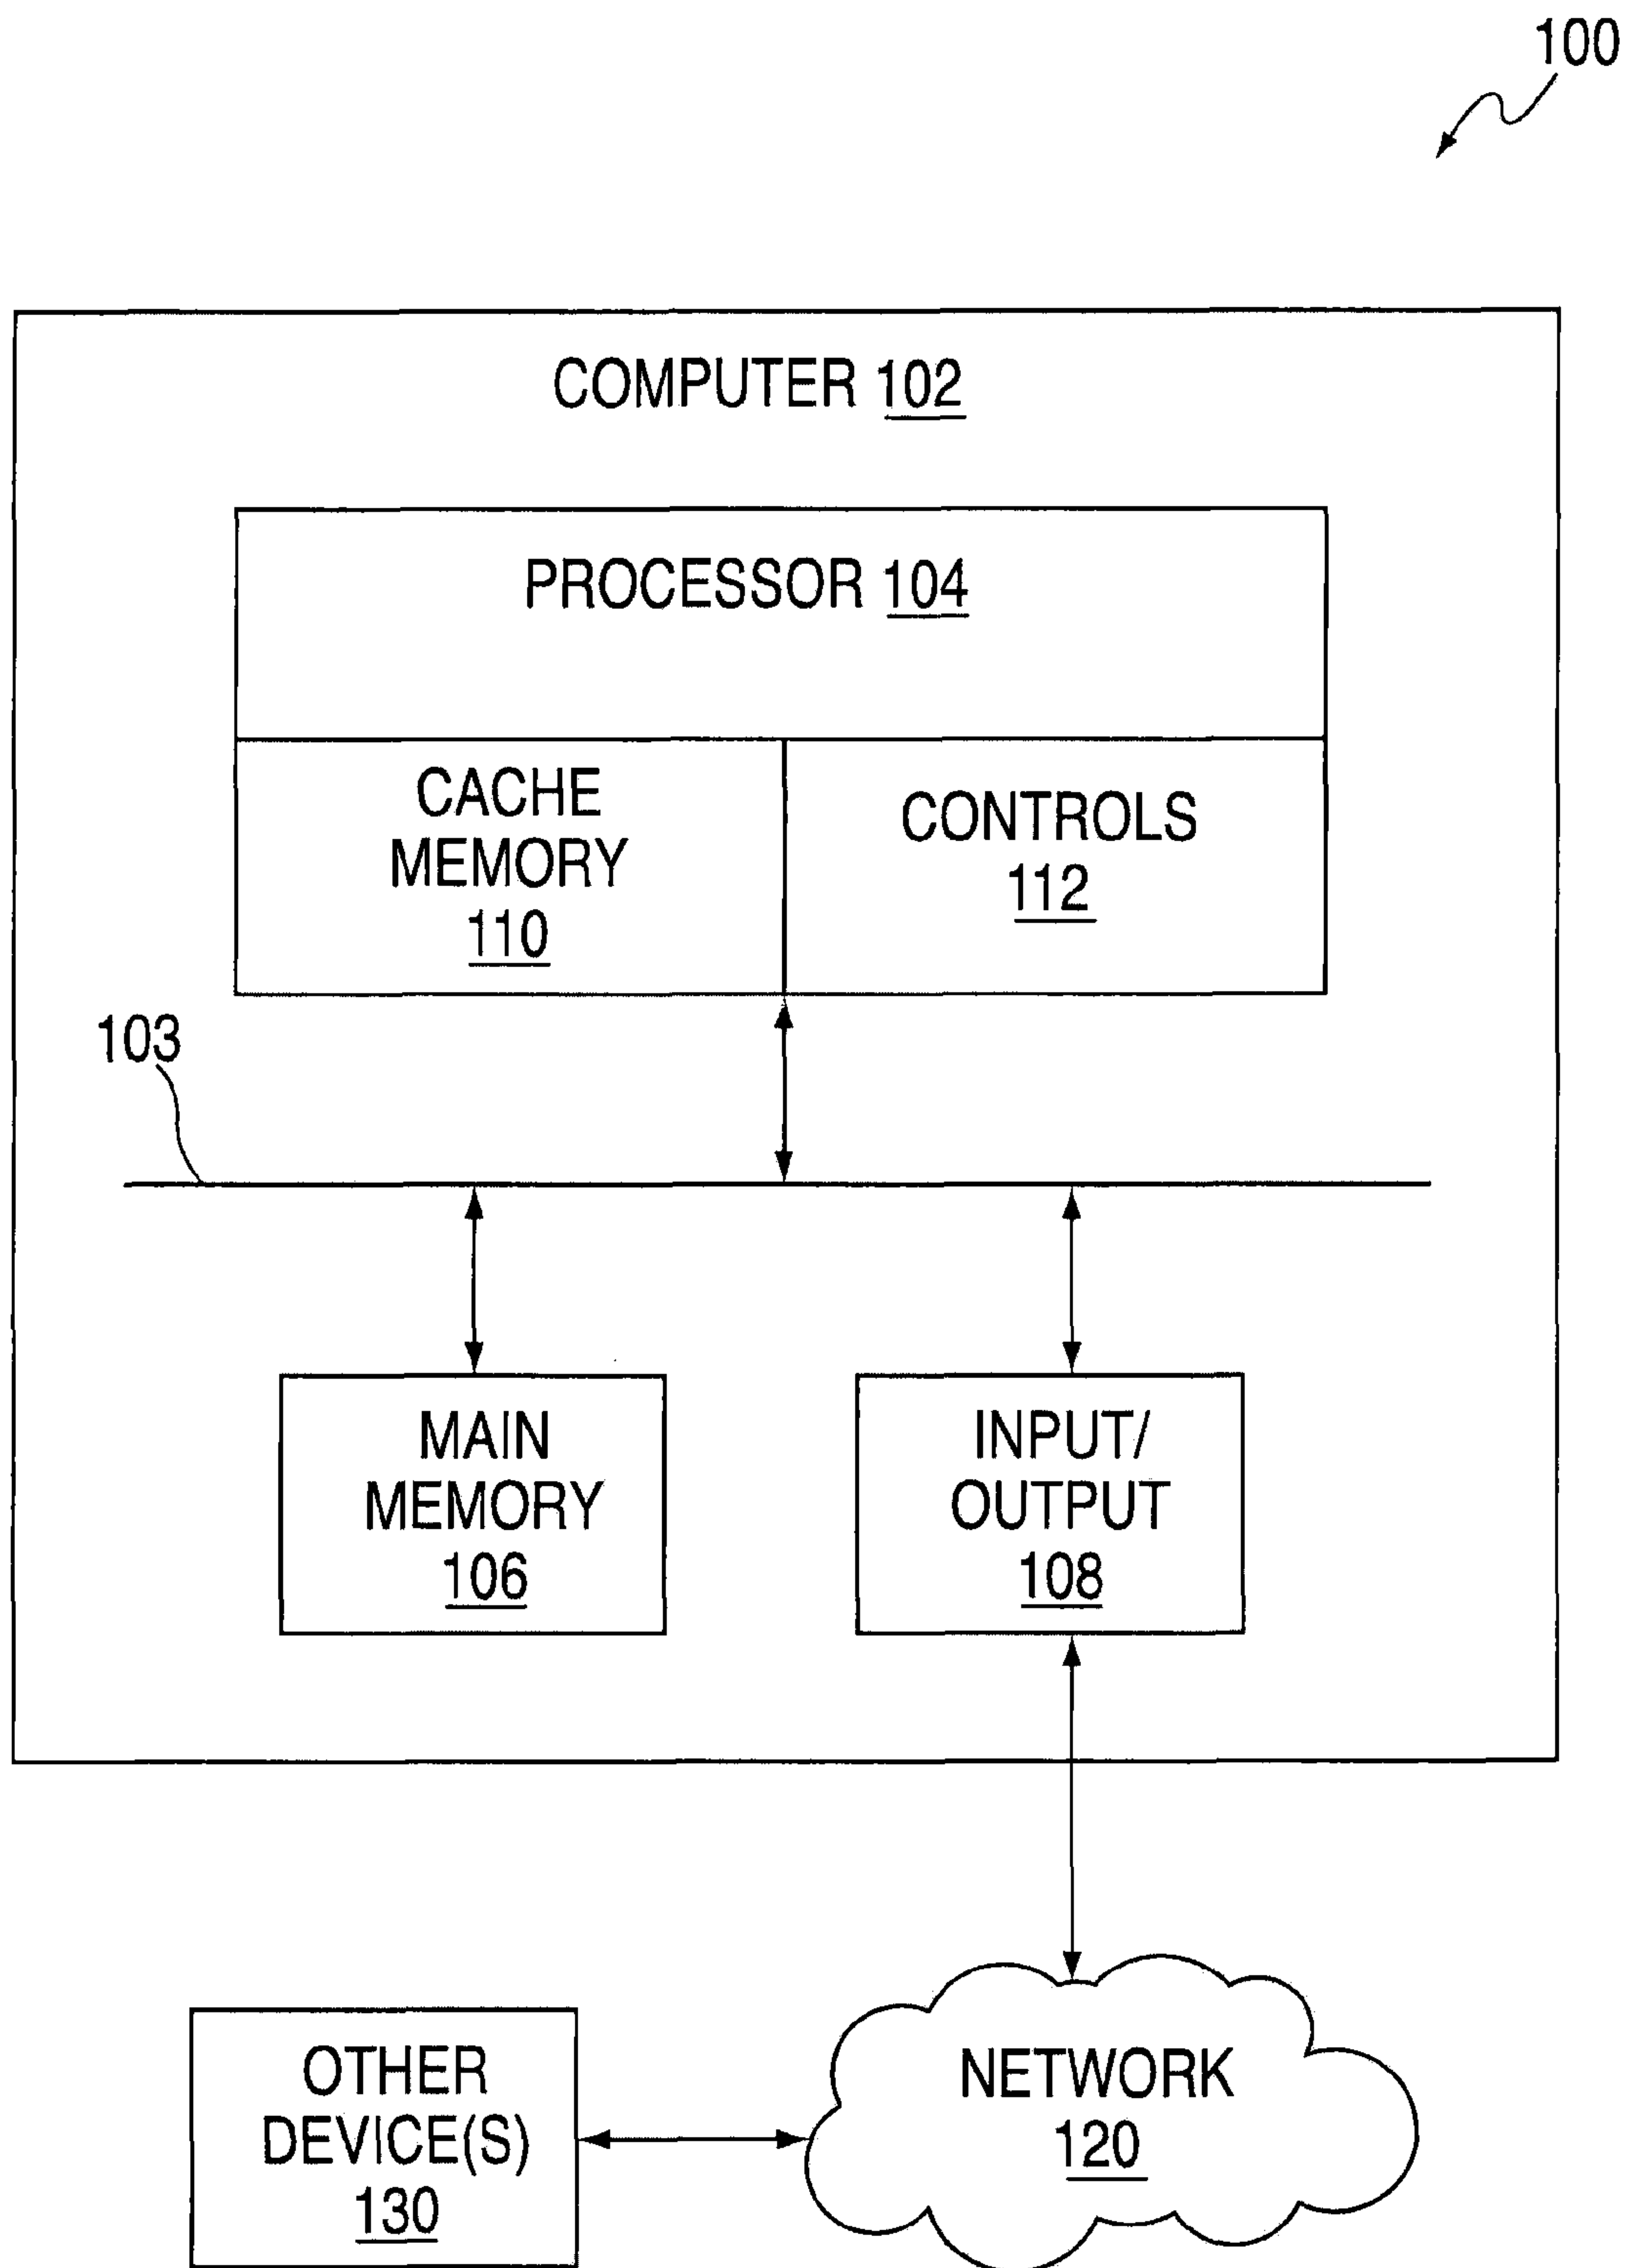 100
COMPUTER 102
PROCESSOR 104
CACHE
MEMORY
110
CONTROLS
112
103
MAIN
MEMORY
106
INPUT/
OUTPUT
108
OTHER
DEVICE(S)
130
NETWORK
120